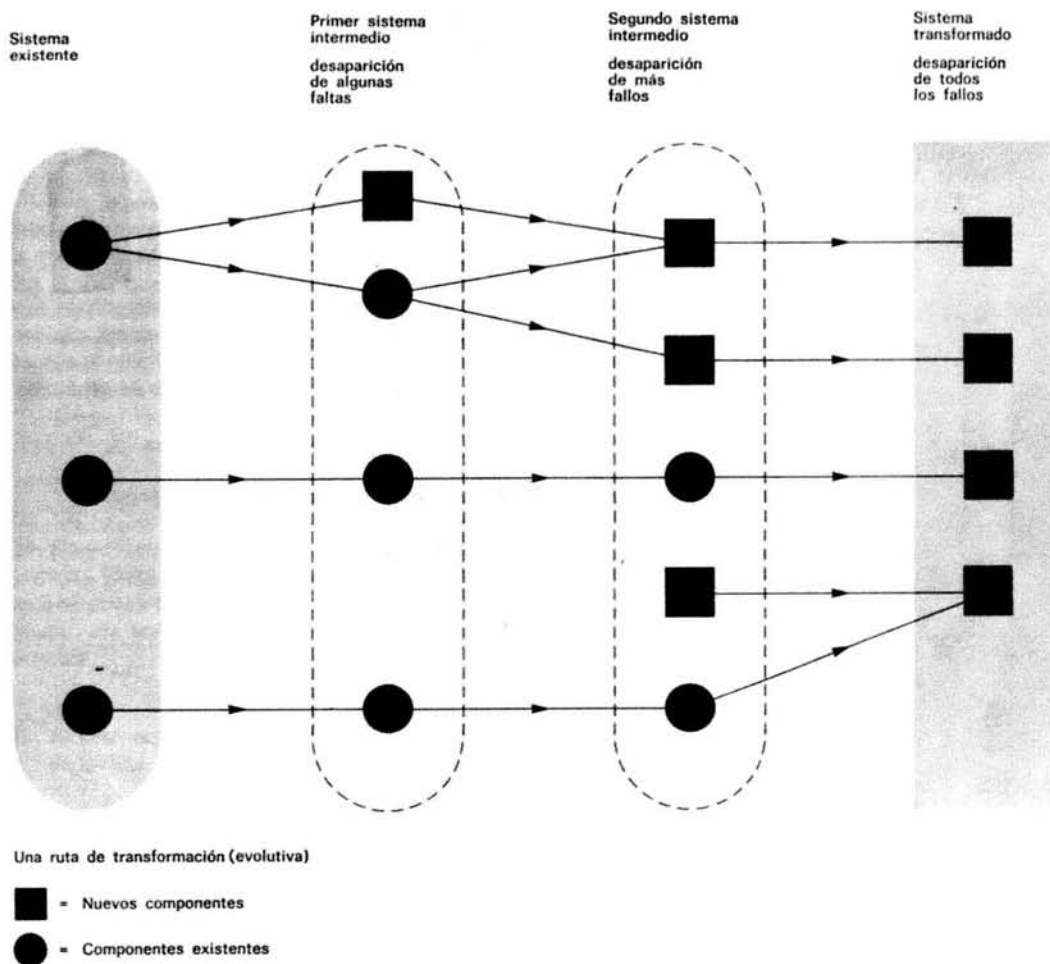 Sistema
existente
Primer sistema
intermedio
desaparición
de algunas
faltas
Segundo sistema
intermedio
desaparición
de más
fallos
Sistema
transformado
desaparición
de todos
los fallos
Una ruta de transformación (evolutiva)
= Nuevos componentes
= Componentes existentes